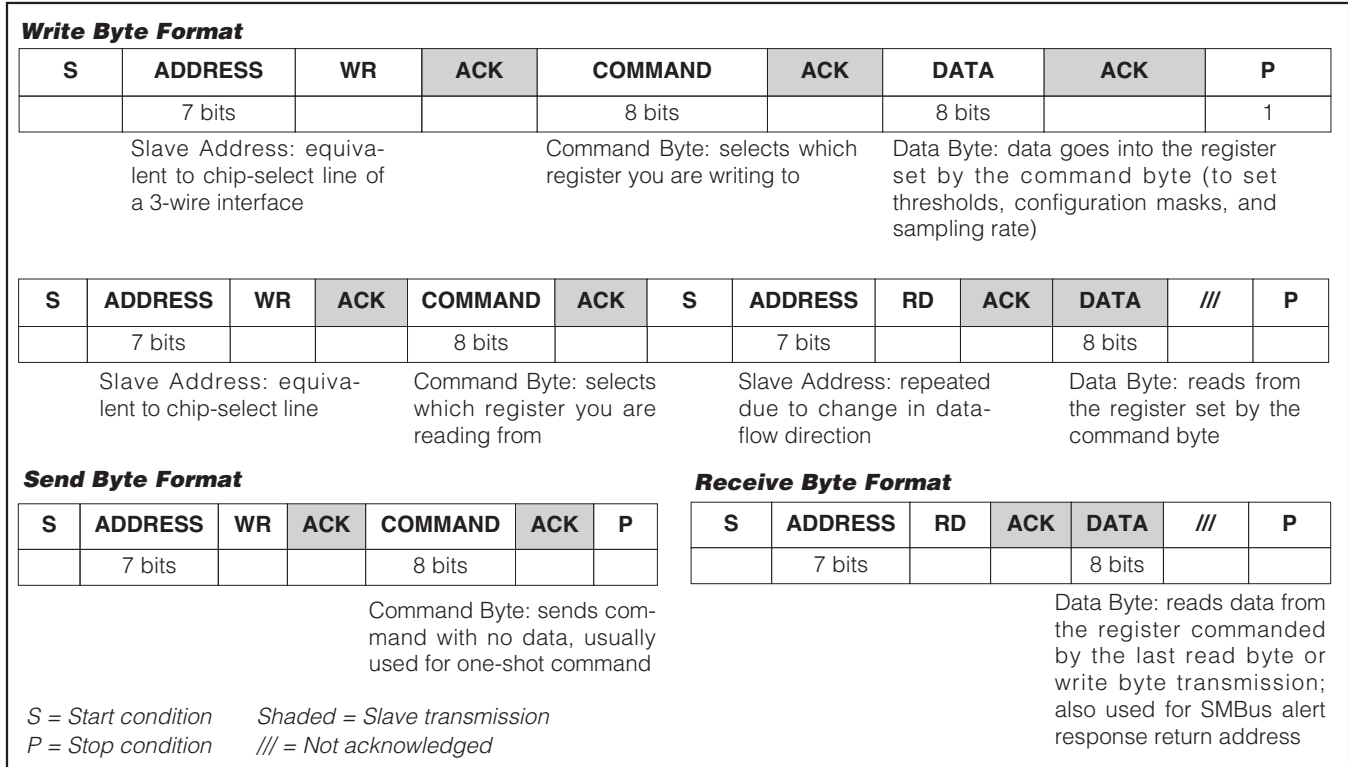 Write Byte Format
S ADDRESS WR ACK COMMAND ACK DATA ACK P
7 bits 8 bits 8 bits 1
Slave Address: equiva-
lent to chip-select line of
a 3-wire interface
Command Byte: selects which
register you are writing to
Data Byte: data goes into the register
set by the command byte (to set
thresholds, configuration masks, and
sampling rate)
S ADDRESS WR ACK COMMAND ACK S ADDRESS RD ACK DATA /// P
7 bits 8 bits 7 bits 8 bits
Slave Address: equiva-
lent to chip-select line
Command Byte: selects
which register you are
reading from
Slave Address: repeated
due to change in data-
flow direction
Data Byte: reads from
the register set by the
command byte
Send Byte Format
S ADDRESS WR ACK COMMAND ACK P
7 bits 8 bits
Command Byte: sends com-
mand with no data, usually
used for one-shot command
Receive Byte Format
S ADDRESS RD ACK DATA /// P
7 bits 8 bits
Data Byte: reads data from
the register commanded
by the last read byte or
write byte transmission;
also used for SMBus alert
response return address
S = Start condition Shaded = Slave transmission
P = Stop condition /// = Not acknowledged